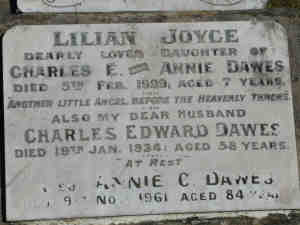 LILIAN JOYCE
DEARLY LOVED DAUGHTER OF
CHARLES E. AND ANNIE DAWES
DIED 5TH FEB. 1909, AGED 7 YEARS.
ANOTHER LITTLE ANGEL BEFORE THE HEAVENLY THRONE.
ALSO MY DEAR HUSBAND
CHARLES EDWARD DAWES
DIED 19TH JAN. 1934, AGED 58 YEARS.
AT REST
ANNIE C. DAWES
1961 AGED 84